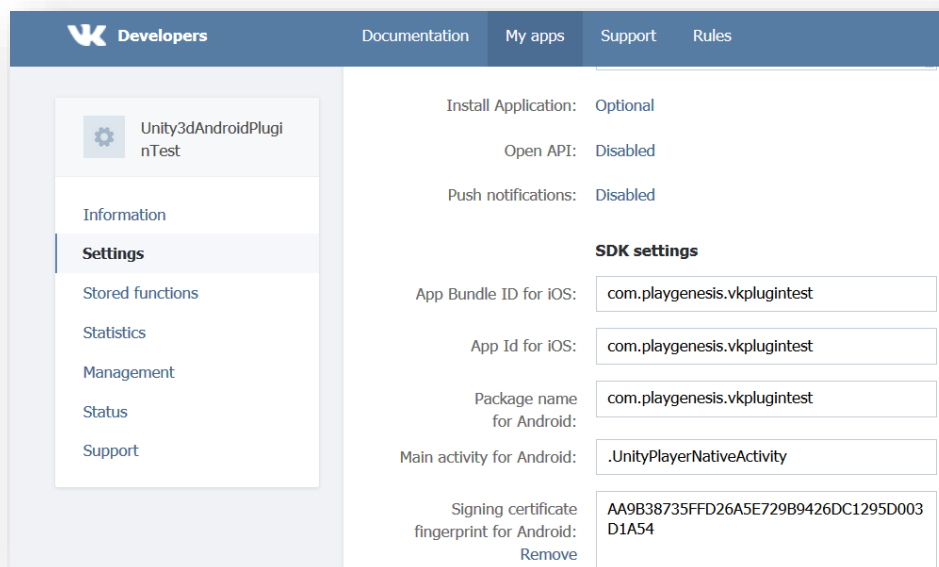 Developers Documentation My apps Support Rules
Unity3dAndroidPlugi
nTest
Information
Settings
Stored functions
Statistics
Management
Status
Support
Install Application: Optional
Open API: Disabled
Push notifications: Disabled
SDK settings
App Bundle ID for iOS: com.playgenesis.vkplugintest
App Id for iOS: com.playgenesis.vkplugintest
Package name
for Android: com.playgenesis.vkplugintest
Main activity for Android: .UnityPlayerNativeActivity
Signing certificate
fingerprint for Android:
Remove
AA9B38735FFD26A5E729B9426DC1295D003
D1A54